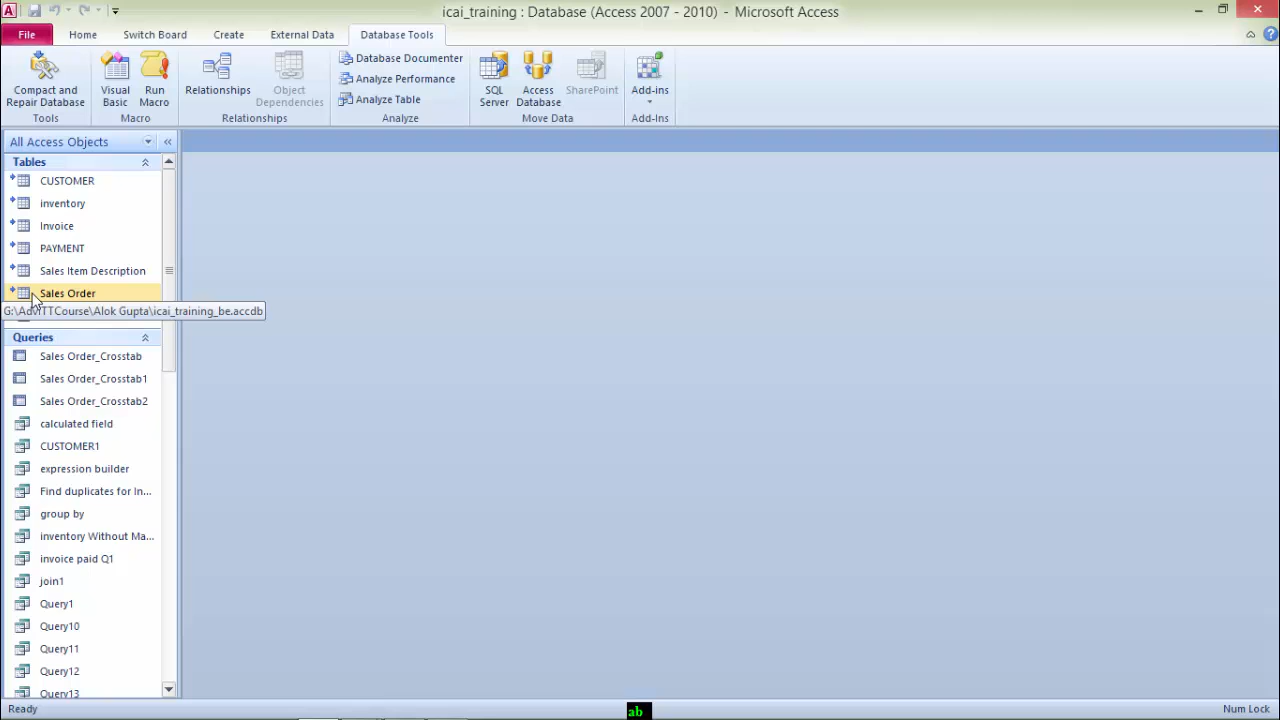 icai_training : Database (Access 2007 - 2010) - Microsoft Access
File Home Switch Board Create External Data Database Tools
Compact and Repair Database
Tools
Visual Basic
Run Macro
Macro
Relationships
Object Dependencies
Relationships
Database Documenter
Analyze Performance
Analyze Table
Analyze
SQL Server
Access Database
SharePoint
Move Data
Add-ins
Add-Ins
All Access Objects
Tables
CUSTOMER
inventory
Invoice
PAYMENT
Sales Item Description
Sales Order
G:\AdvITTCourse\Alok Gupta\icai_training_be.accdb
Queries
Sales Order_Crosstab
Sales Order_Crosstab1
Sales Order_Crosstab2
calculated field
CUSTOMER1
expression builder
Find duplicates for In...
group by
inventory Without Ma...
invoice paid Q1
join1
Query1
Query10
Query11
Query12
Query13
Ready
ab
Num Lock